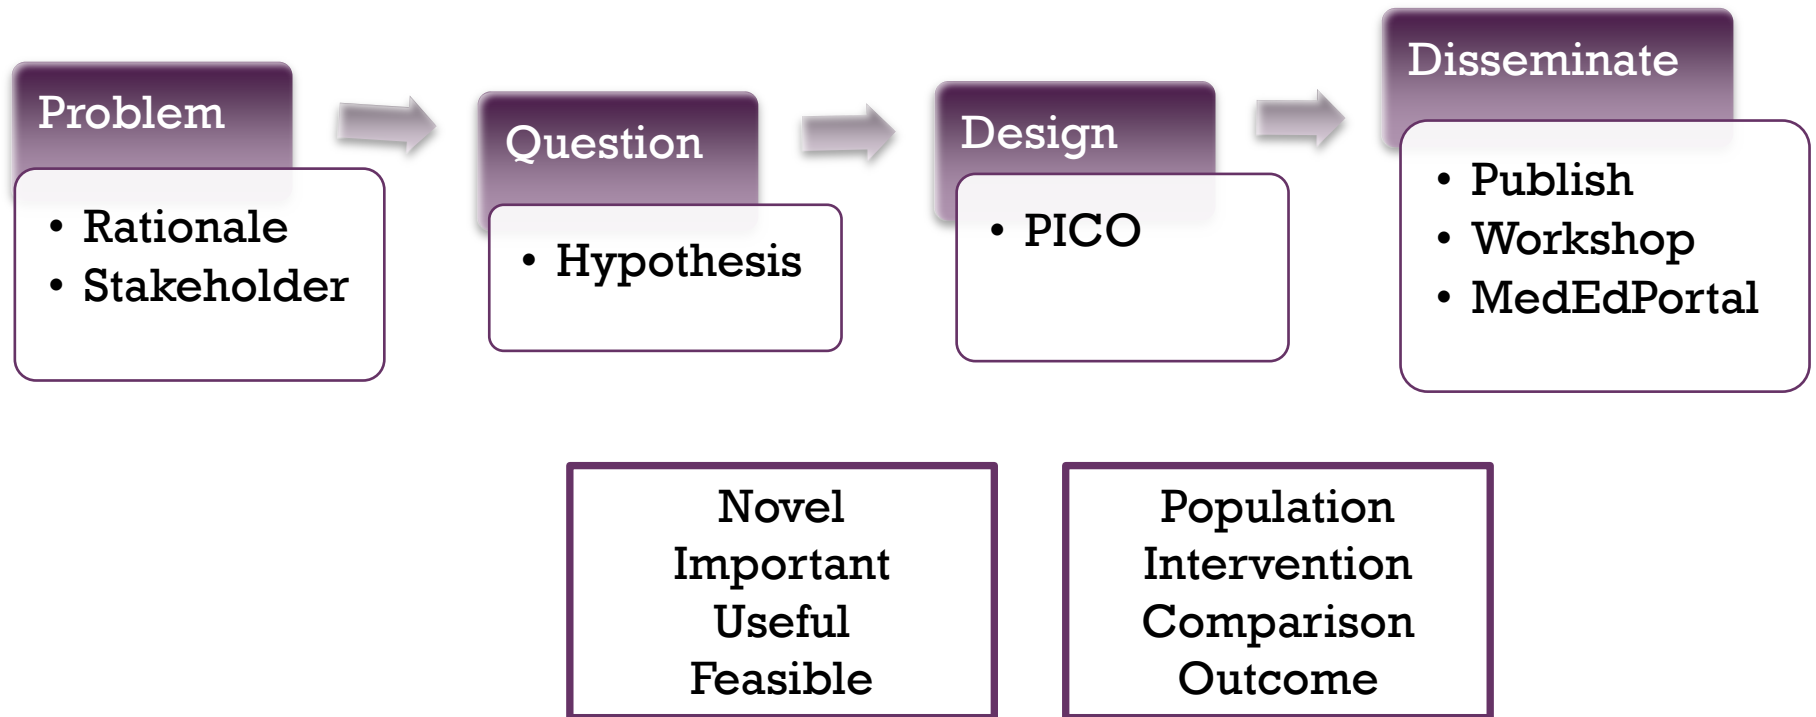 Problem
• Rationale
• Stakeholder
Question
• Hypothesis
Design
• PICO
Disseminate
• Publish
• Workshop
• MedEdPortal
Novel
Important
Useful
Feasible
Population
Intervention
Comparison
Outcome